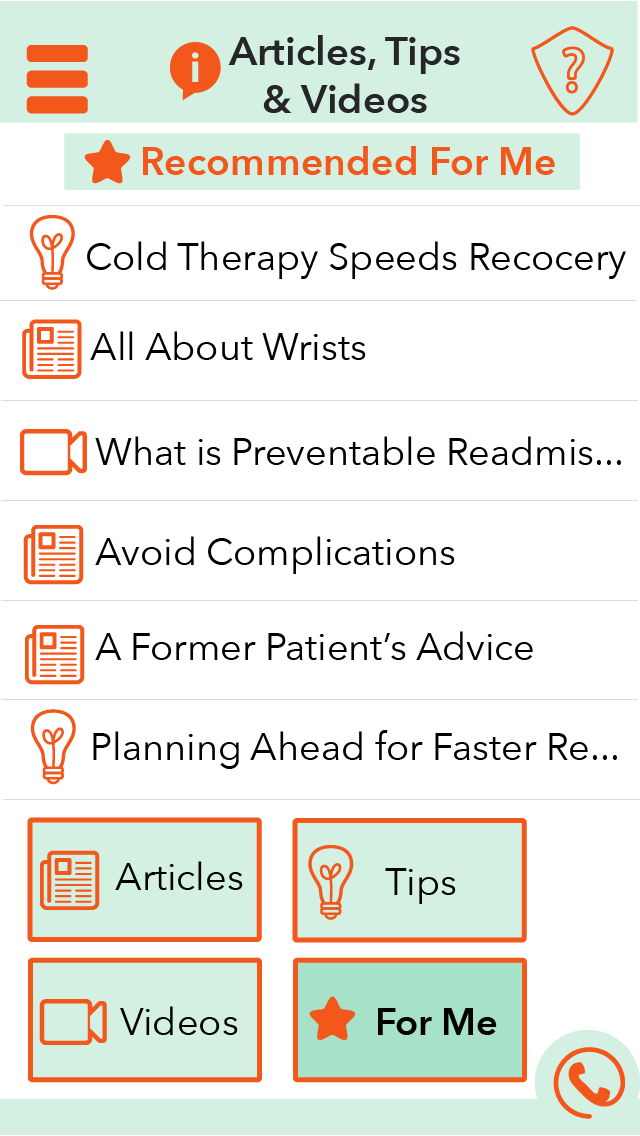 Articles, Tips
& Videos
Recommended For Me
Cold Therapy Speeds Recocery
All About Wrists
What is Preventable Readmis...
Avoid Complications
A Former Patient’s Advice
Planning Ahead for Faster Re...
Articles
Tips
Videos
For Me